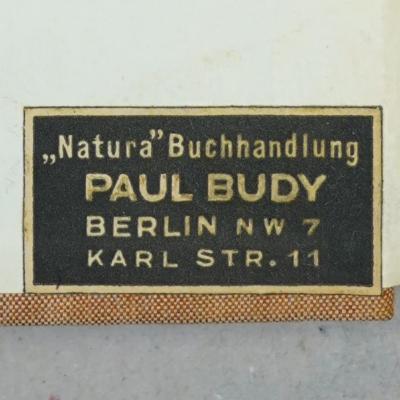 „Natura” Buchhandlung
PAUL BUDY
BERLIN NW 7
KARL STR. 11